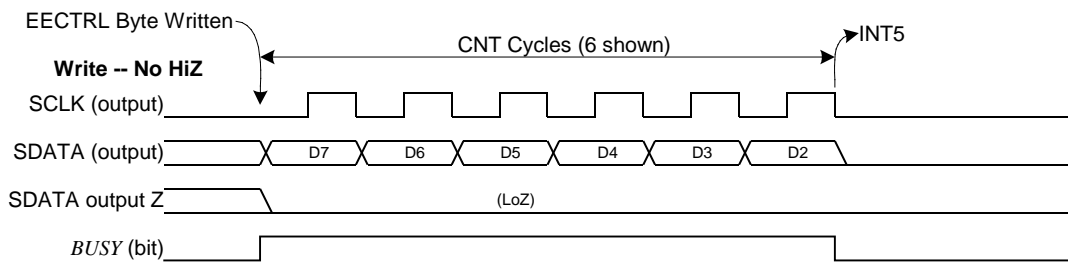 EECTRL Byte Written
CNT Cycles (6 shown)
INT5
Write -- No HiZ
SCLK (output)
SDATA (output)
D7 D6 D5 D4 D3 D2
SDATA output Z
(LoZ)
BUSY (bit)